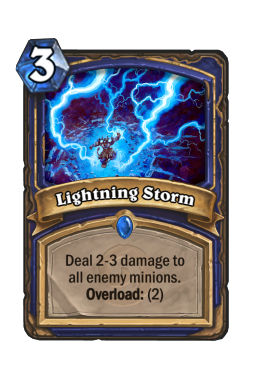 3
Lightning Storm
Deal 2-3 damage to
all enemy minions.
Overload: (2)